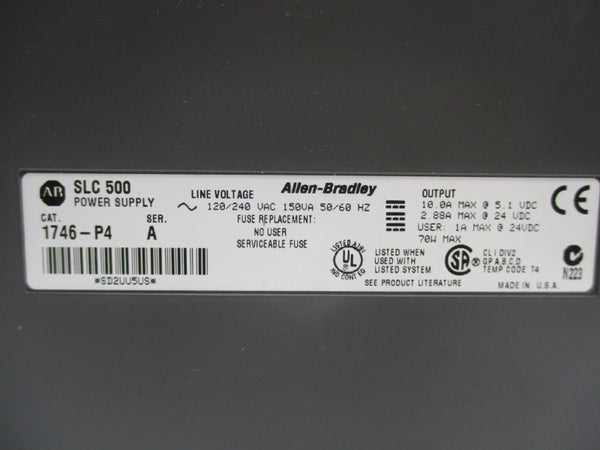 AB SLC 500
POWER SUPPLY
CAT. SER.
1746-P4 A
*SD2UU5US*
Allen-Bradley
LINE VOLTAGE
120/240 VAC 150VA 50/60 HZ
FUSE REPLACEMENT:
NO USER
SERVICEABLE FUSE
OUTPUT
10.0A MAX @ 5.1 VDC
2.88A MAX @ 24 VDC
USER: 1A MAX @ 24VDC
70W MAX
CE
UL
LISTED WHEN
USED WITH
LISTED SYSTEM
SA
CL I DIV2
GP A,B,C,D
TEMP CODE T4
N223
SEE PRODUCT LITERATURE
MADE IN U.S.A.